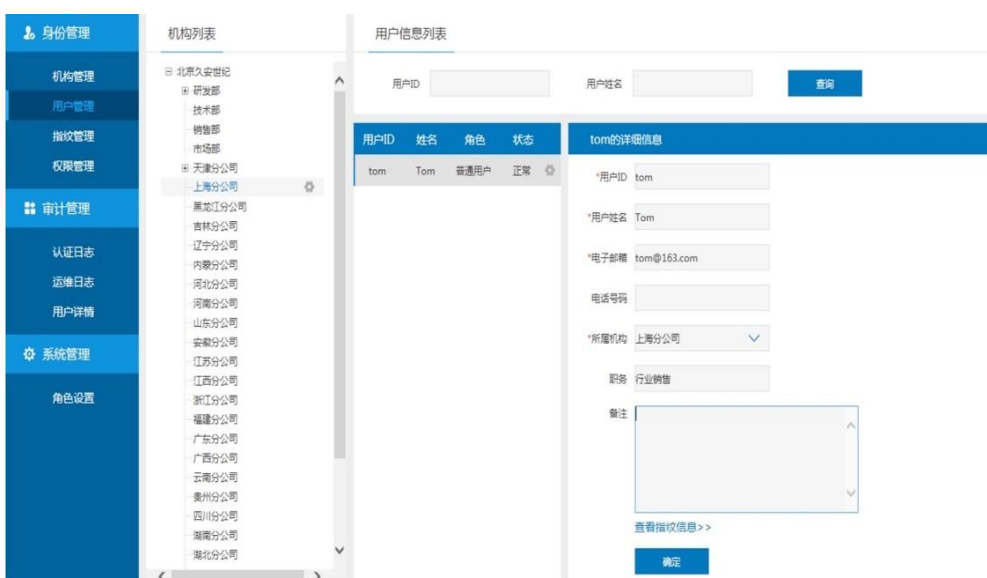 身份管理
机构管理
用户管理
指纹管理
权限管理
审计管理
认证日志
运维日志
用户详情
系统管理
角色设置
机构列表
北京久安世纪
研发部
技术部
销售部
市场部
天津分公司
上海分公司
黑龙江分公司
吉林分公司
辽宁分公司
内蒙分公司
河北分公司
河南分公司
山东分公司
安徽分公司
江苏分公司
江西分公司
浙江分公司
福建分公司
广东分公司
广西分公司
云南分公司
贵州分公司
四川分公司
湖南分公司
湖北分公司
用户信息列表
用户ID 用户姓名 查询
用户ID 姓名 角色 状态
tom Tom 普通用户 正常
tom的详细信息
*用户ID tom
*用户姓名 Tom
*电子邮箱 tom@163.com
电话号码
*所属机构 上海分公司
职务 行业销售
备注
查看指纹信息>>
确定